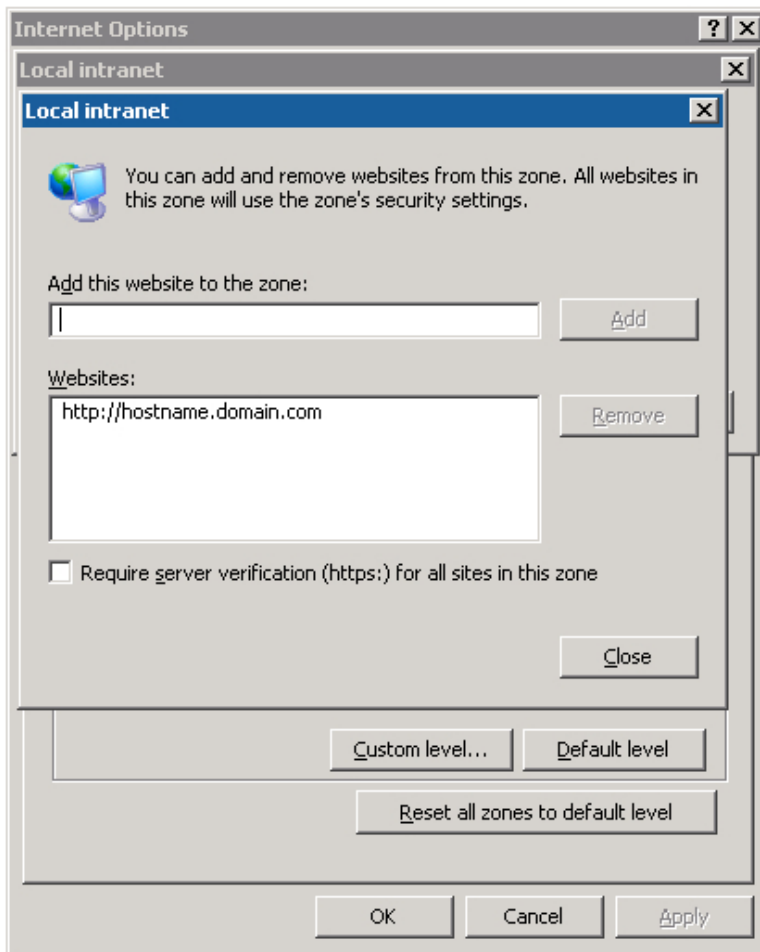 Internet Options
Local intranet
Local intranet
You can add and remove websites from this zone. All websites in
this zone will use the zone's security settings.
Add this website to the zone:
Add
Websites:
http://hostname.domain.com
Remove
Require server verification (https:) for all sites in this zone
Close
Custom level... Default level
Reset all zones to default level
OK Cancel Apply